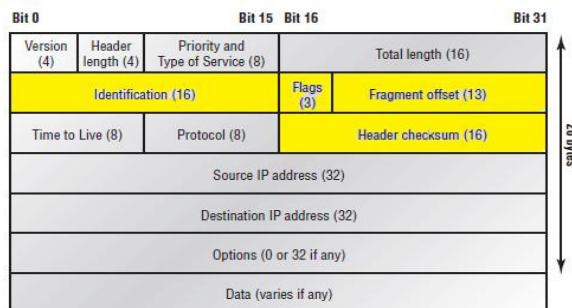 Bit 0 Bit 15 Bit 16 Bit 31
Version (4) Header length (4) Priority and Type of Service (8) Total length (16)
Identification (16) Flags (3) Fragment offset (13)
Time to Live (8) Protocol (8) Header checksum (16)
Source IP address (32)
Destination IP address (32)
Options (0 or 32 if any)
Data (varies if any)
20 bytes